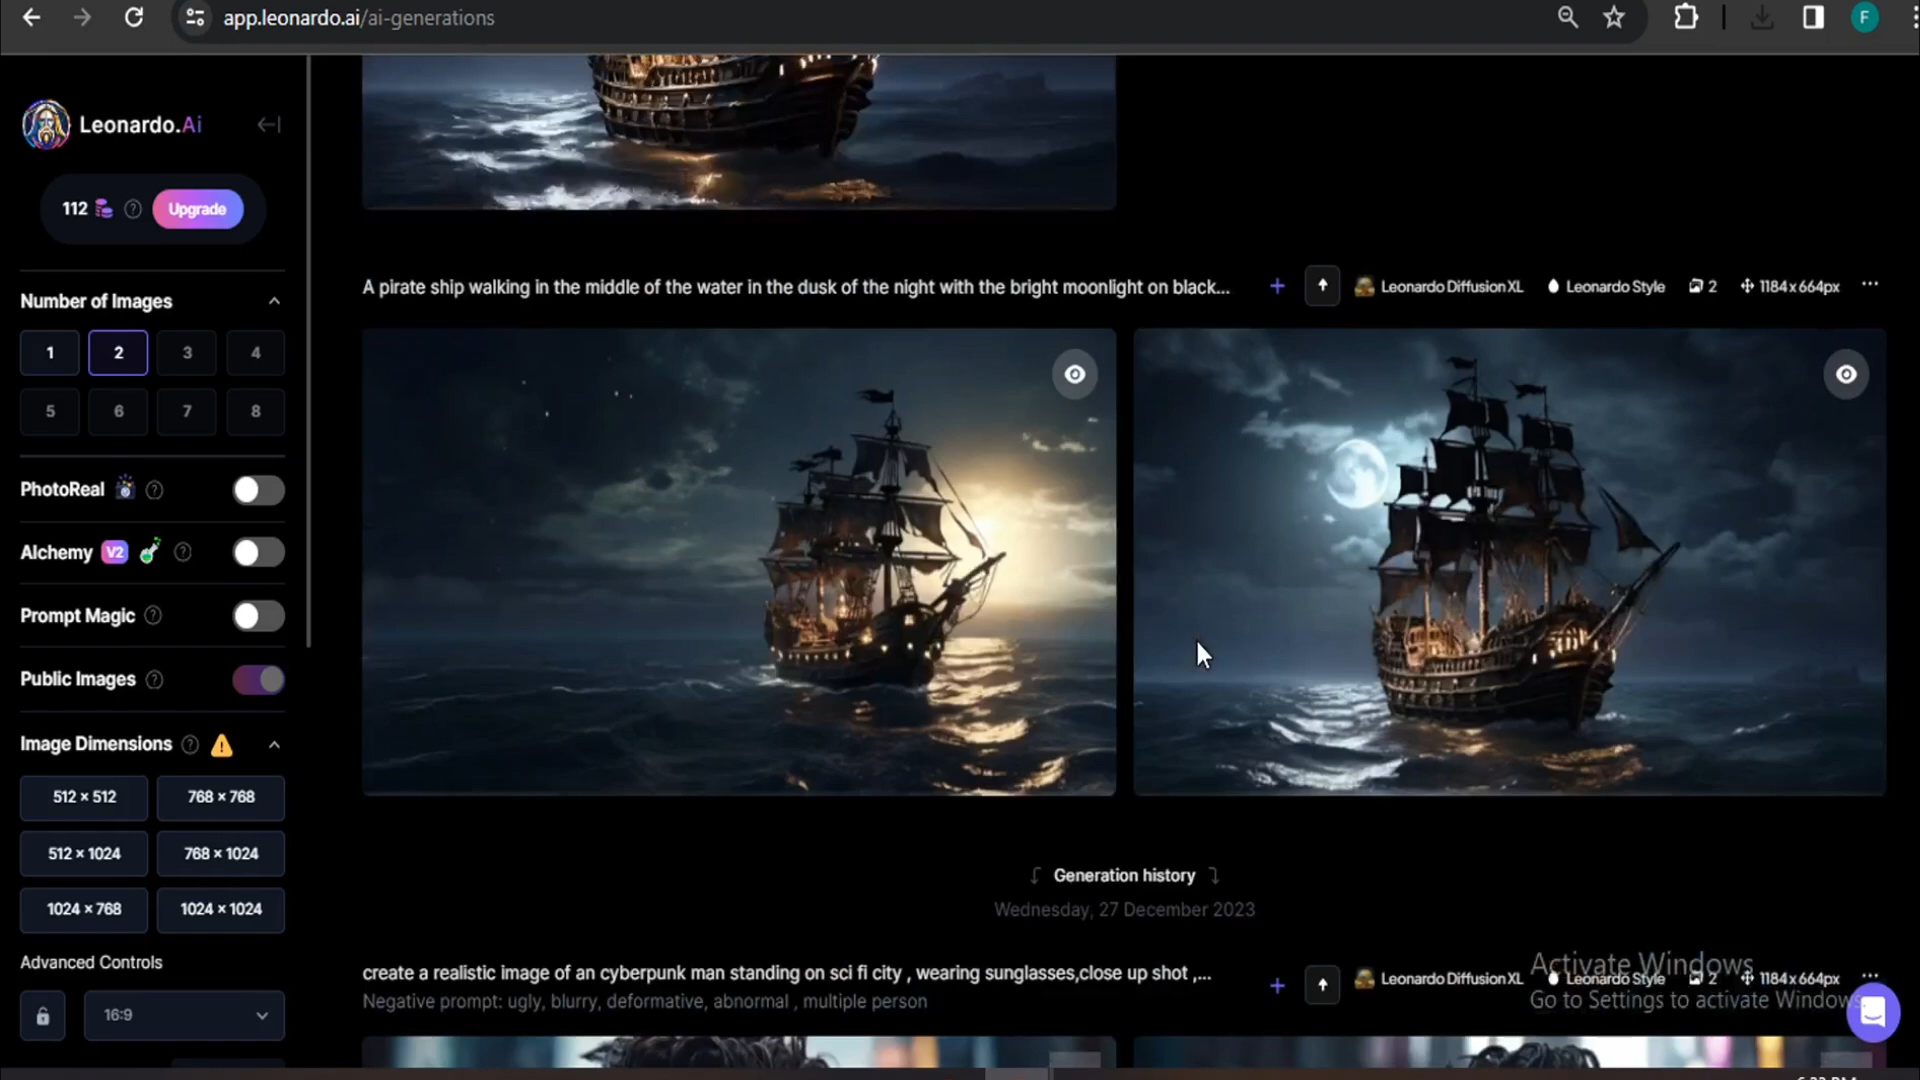 app.leonardo.ai/ai-generations
F
Leonardo.Ai
112 Upgrade
Number of Images
1 2 3 4
5 6 7 8
PhotoReal
Alchemy V2
Prompt Magic
Public Images
Image Dimensions
512 × 512 768 × 768
512 × 1024 768 × 1024
1024 × 768 1024 × 1024
Advanced Controls
16:9
A pirate ship walking in the middle of the water in the dusk of the night with the bright moonlight on black...
Leonardo Diffusion XL Leonardo Style 2 1184 x 664px
Generation history
Wednesday, 27 December 2023
create a realistic image of an cyberpunk man standing on sci fi city , wearing sunglasses,close up shot ,...
Negative prompt: ugly, blurry, deformative, abnormal , multiple person
Leonardo Diffusion XL Leonardo Style 2 1184 x 664px
Activate Windows
Go to Settings to activate Windows